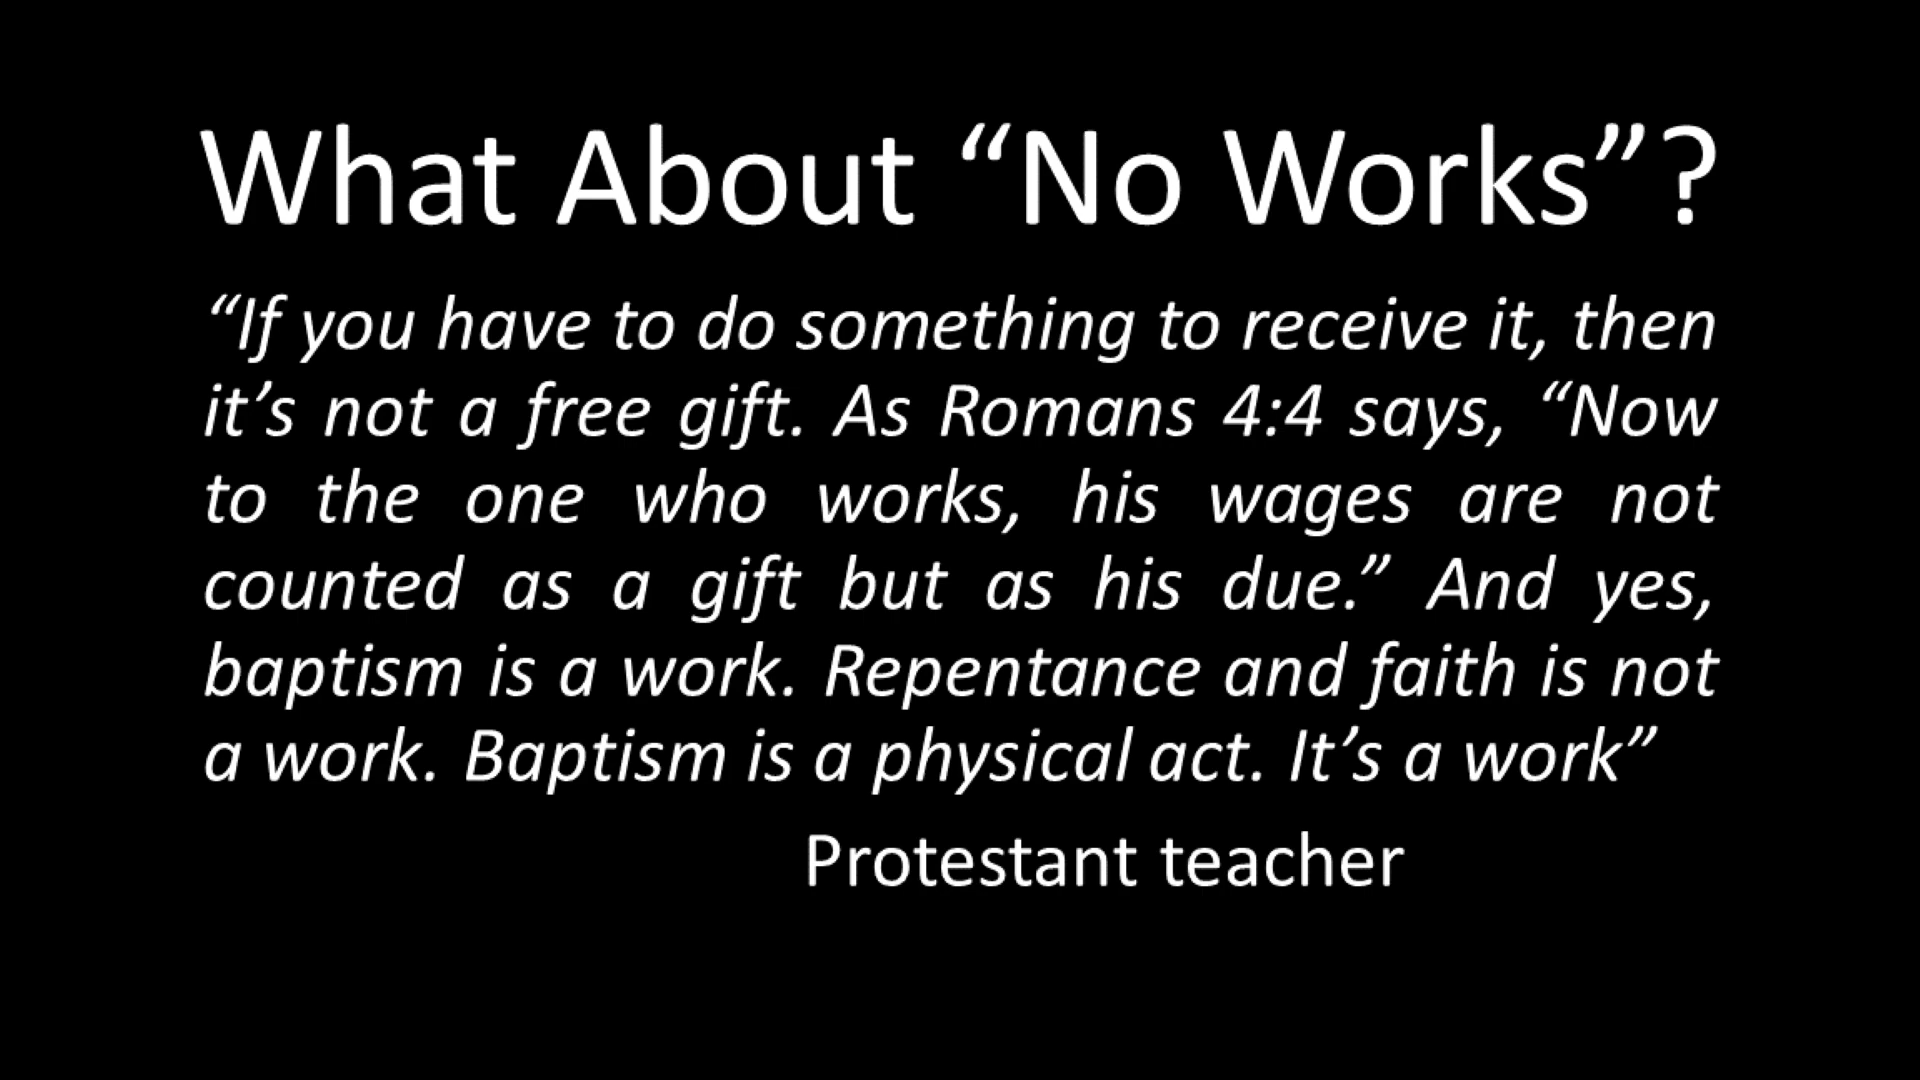 What About “No Works”?
“If you have to do something to receive it, then
it’s not a free gift. As Romans 4:4 says, “Now
to the one who works, his wages are not
counted as a gift but as his due.” And yes,
baptism is a work. Repentance and faith is not
a work. Baptism is a physical act. It’s a work”
Protestant teacher